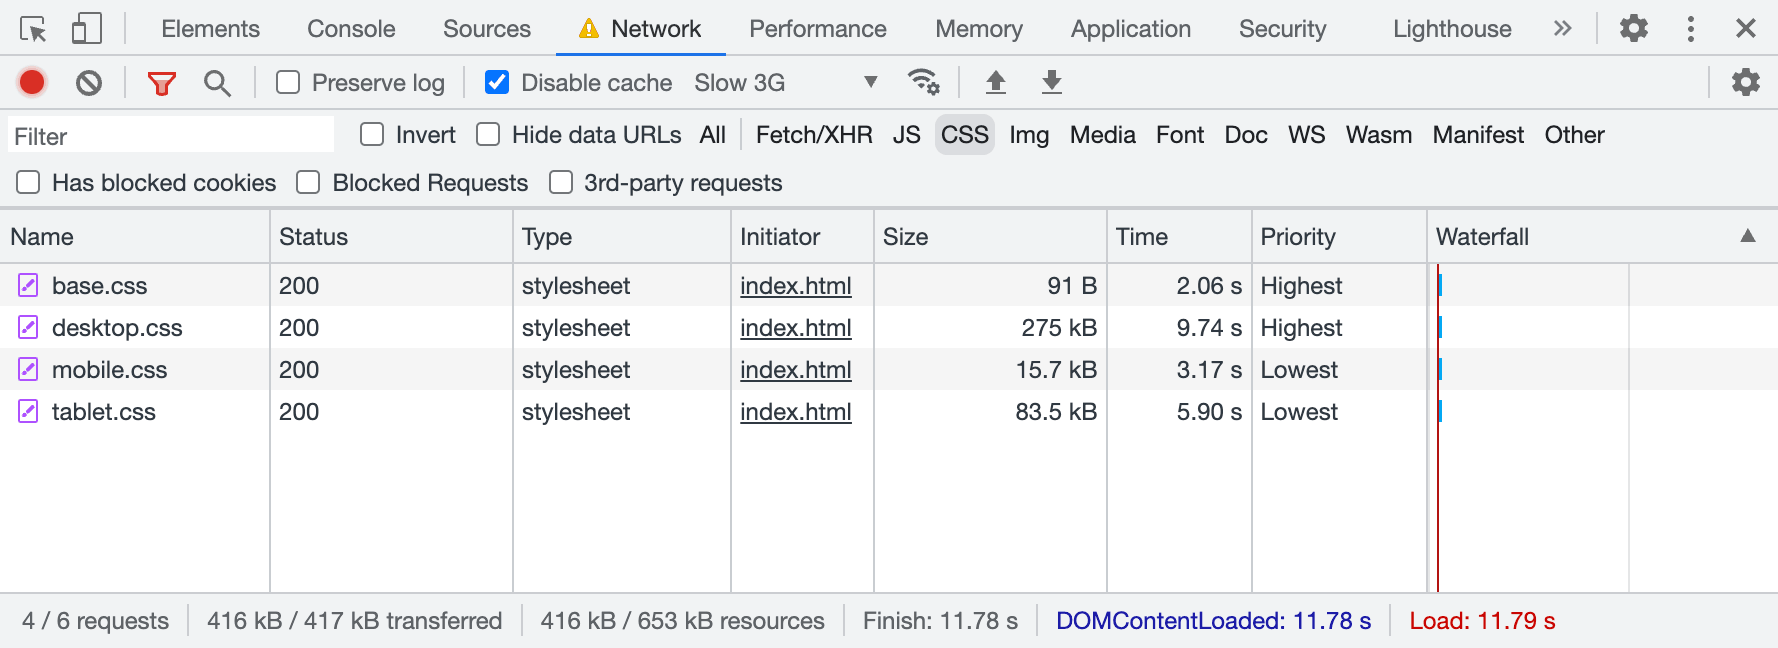 Elements Console Sources Network Performance Memory Application Security Lighthouse
Preserve log Disable cache Slow 3G
Filter Invert Hide data URLs All Fetch/XHR JS CSS Img Media Font Doc WS Wasm Manifest Other
Has blocked cookies Blocked Requests 3rd-party requests
Name Status Type Initiator Size Time Priority Waterfall
base.css 200 stylesheet index.html 91 B 2.06 s Highest
desktop.css 200 stylesheet index.html 275 kB 9.74 s Highest
mobile.css 200 stylesheet index.html 15.7 kB 3.17 s Lowest
tablet.css 200 stylesheet index.html 83.5 kB 5.90 s Lowest
4 / 6 requests 416 kB / 417 kB transferred 416 kB / 653 kB resources Finish: 11.78 s DOMContentLoaded: 11.78 s Load: 11.79 s